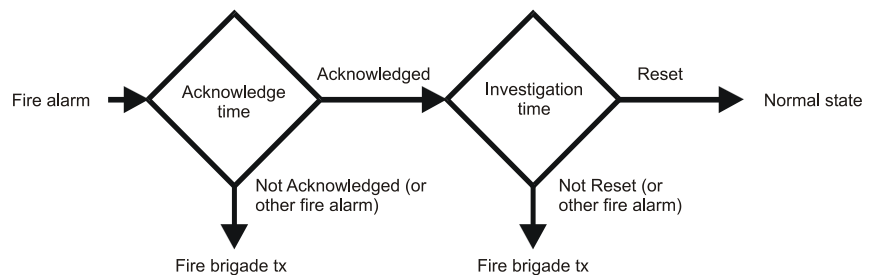 Fire alarm
Acknowledge
time
Acknowledged
Investigation
time
Reset
Normal state
Not Acknowledged (or
other fire alarm)
Not Reset (or
other fire alarm)
Fire brigade tx
Fire brigade tx